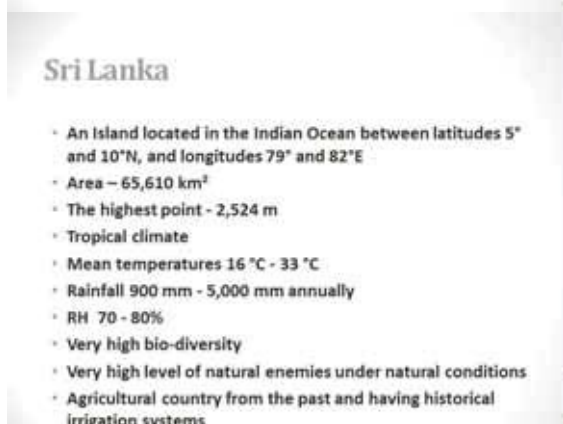 Sri Lanka
· An Island located in the Indian Ocean between latitudes 5°
and 10°N, and longitudes 79° and 82°E
· Area – 65,610 km²
· The highest point - 2,524 m
· Tropical climate
· Mean temperatures 16 °C - 33 °C
· Rainfall 900 mm - 5,000 mm annually
· RH 70 - 80%
· Very high bio-diversity
· Very high level of natural enemies under natural conditions
· Agricultural country from the past and having historical
irrigation systems